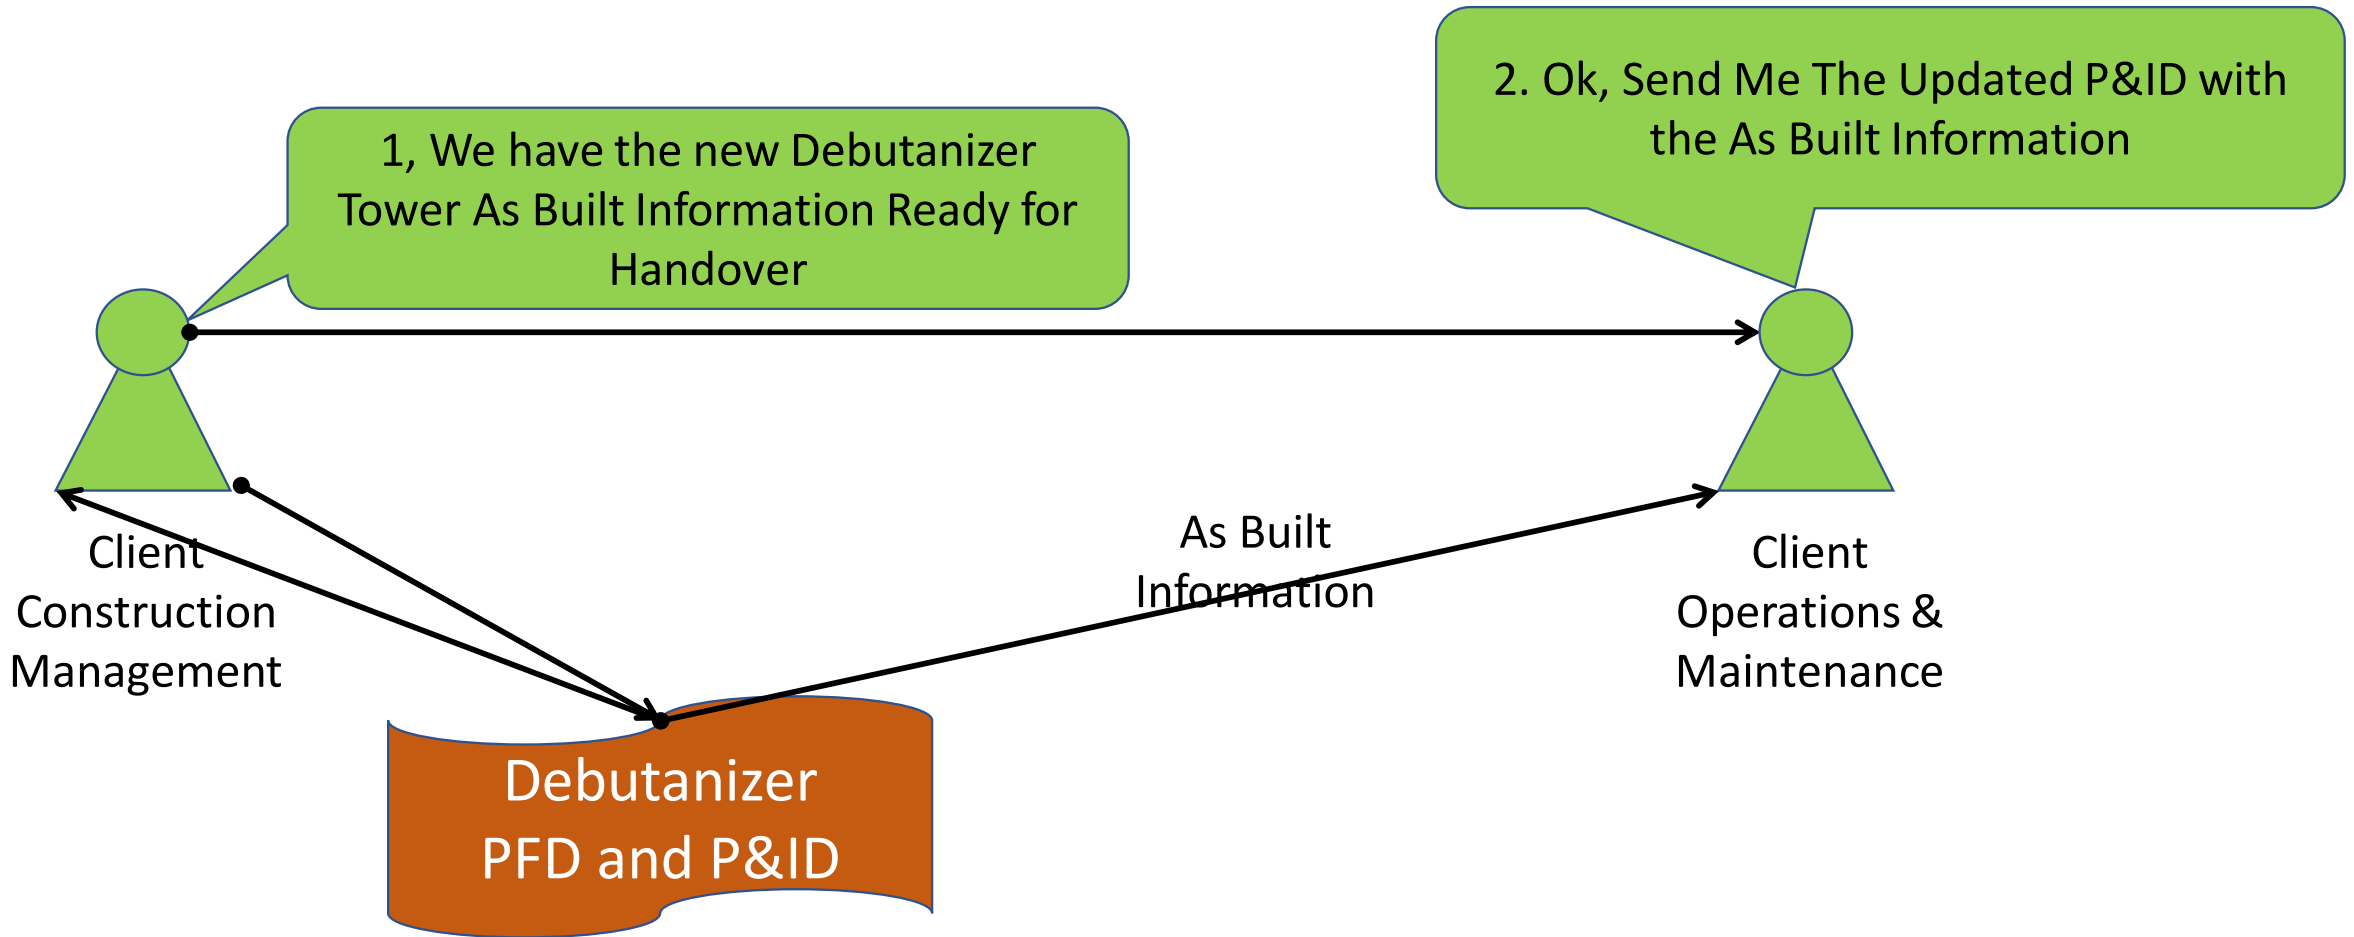 1, We have the new Debutanizer
Tower As Built Information Ready for
Handover
2. Ok, Send Me The Updated P&ID with
the As Built Information
Client
Construction
Management
As Built
Information
Client
Operations &
Maintenance
Debutanizer
PFD and P&ID